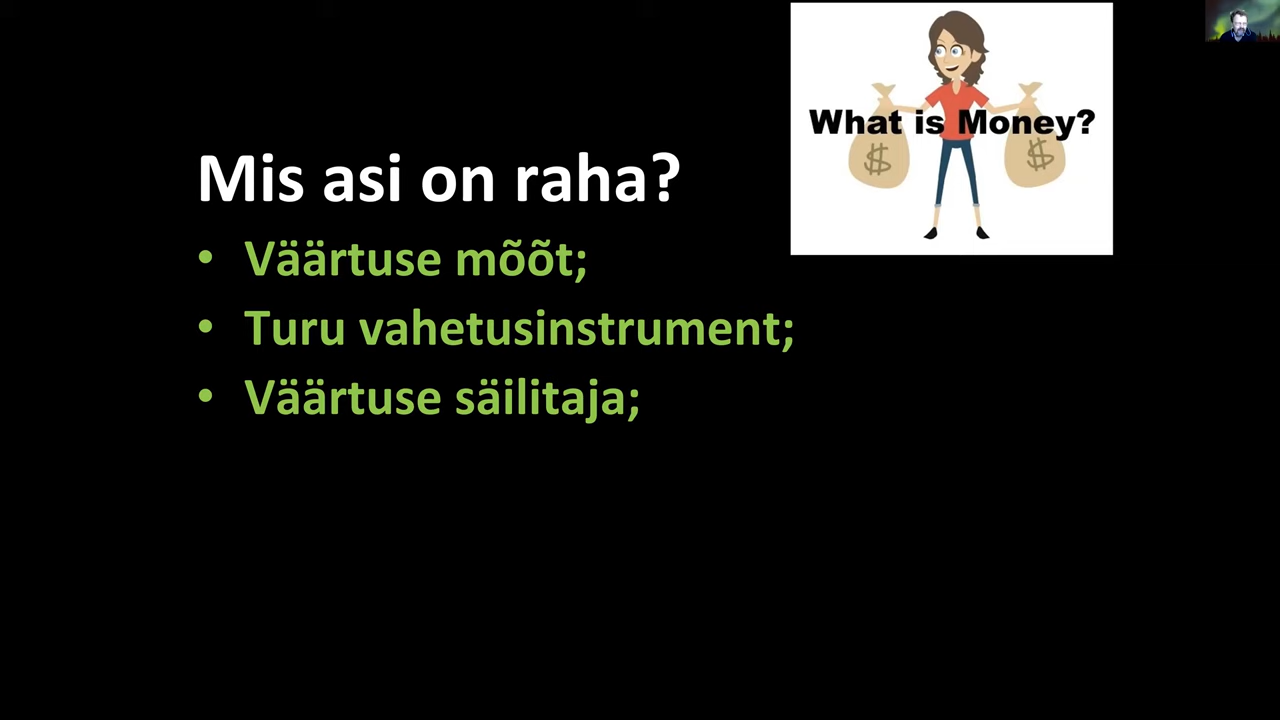 What is Money?
$ $
Mis asi on raha?
• Väärtuse mõõt;
• Turu vahetusinstrument;
• Väärtuse säilitaja;